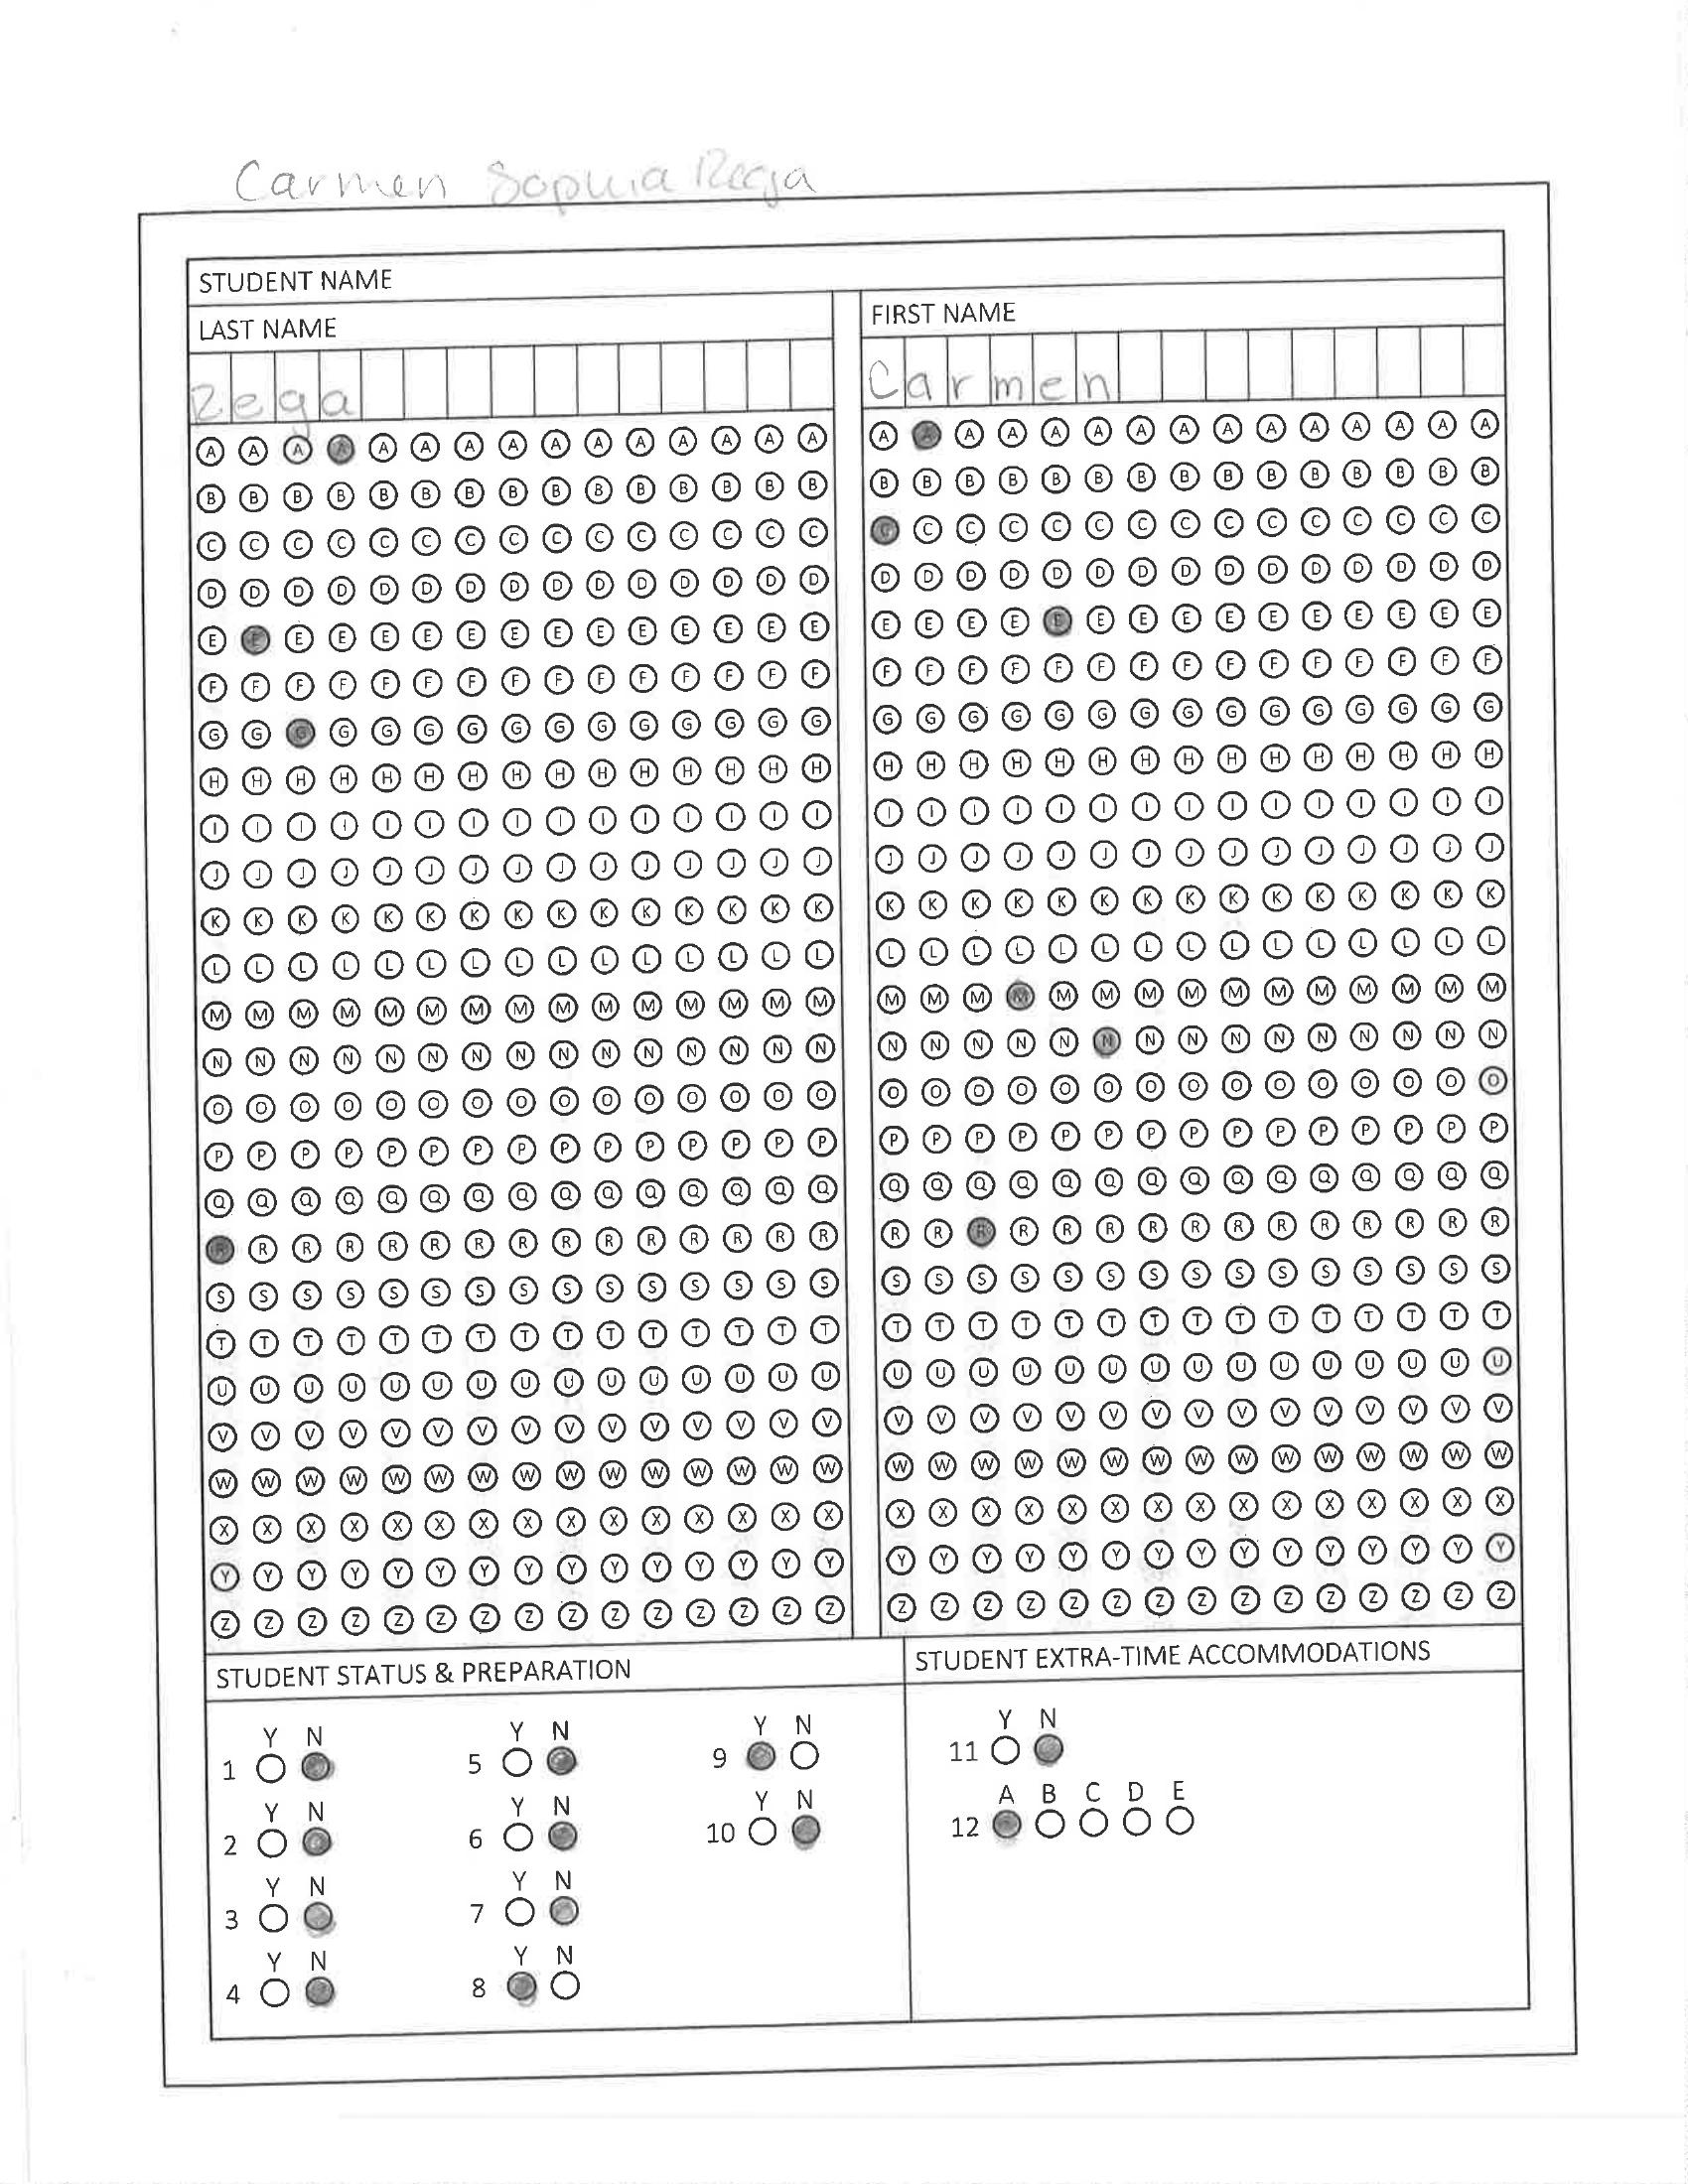 Carmen Sophia Rega
STUDENT NAME
LAST NAME
FIRST NAME
Rega
Carmen
A A A A A A A A A A A A A A A
A A A A A A A A A A A A A A A
B B B B B B B B B B B B B B B
B B B B B B B B B B B B B B B
C C C C C C C C C C C C C C C
C C C C C C C C C C C C C C C
D D D D D D D D D D D D D D D
D D D D D D D D D D D D D D D
E E E E E E E E E E E E E E E
E E E E E E E E E E E E E E E
F F F F F F F F F F F F F F F
F F F F F F F F F F F F F F F
G G G G G G G G G G G G G G G
G G G G G G G G G G G G G G G
H H H H H H H H H H H H H H H
H H H H H H H H H H H H H H H
I I I I I I I I I I I I I I I
I I I I I I I I I I I I I I I
J J J J J J J J J J J J J J J
J J J J J J J J J J J J J J J
K K K K K K K K K K K K K K K
K K K K K K K K K K K K K K K
L L L L L L L L L L L L L L L
L L L L L L L L L L L L L L L
M M M M M M M M M M M M M M M
M M M M M M M M M M M M M M M
N N N N N N N N N N N N N N N
N N N N N N N N N N N N N N N
O O O O O O O O O O O O O O O
O O O O O O O O O O O O O O O
P P P P P P P P P P P P P P P
P P P P P P P P P P P P P P P
Q Q Q Q Q Q Q Q Q Q Q Q Q Q Q
Q Q Q Q Q Q Q Q Q Q Q Q Q Q Q
R R R R R R R R R R R R R R R
R R R R R R R R R R R R R R R
S S S S S S S S S S S S S S S
S S S S S S S S S S S S S S S
T T T T T T T T T T T T T T T
T T T T T T T T T T T T T T T
U U U U U U U U U U U U U U U
U U U U U U U U U U U U U U U
V V V V V V V V V V V V V V V
V V V V V V V V V V V V V V V
W W W W W W W W W W W W W W W
W W W W W W W W W W W W W W W
X X X X X X X X X X X X X X X
X X X X X X X X X X X X X X X
Y Y Y Y Y Y Y Y Y Y Y Y Y Y Y
Y Y Y Y Y Y Y Y Y Y Y Y Y Y Y
Z Z Z Z Z Z Z Z Z Z Z Z Z Z Z
Z Z Z Z Z Z Z Z Z Z Z Z Z Z Z
STUDENT STATUS & PREPARATION
Y N
1
Y N
2
Y N
3
Y N
4
Y N
5
Y N
6
Y N
7
Y N
8
Y N
9
Y N
10
STUDENT EXTRA-TIME ACCOMMODATIONS
Y N
11
A B C D E
12